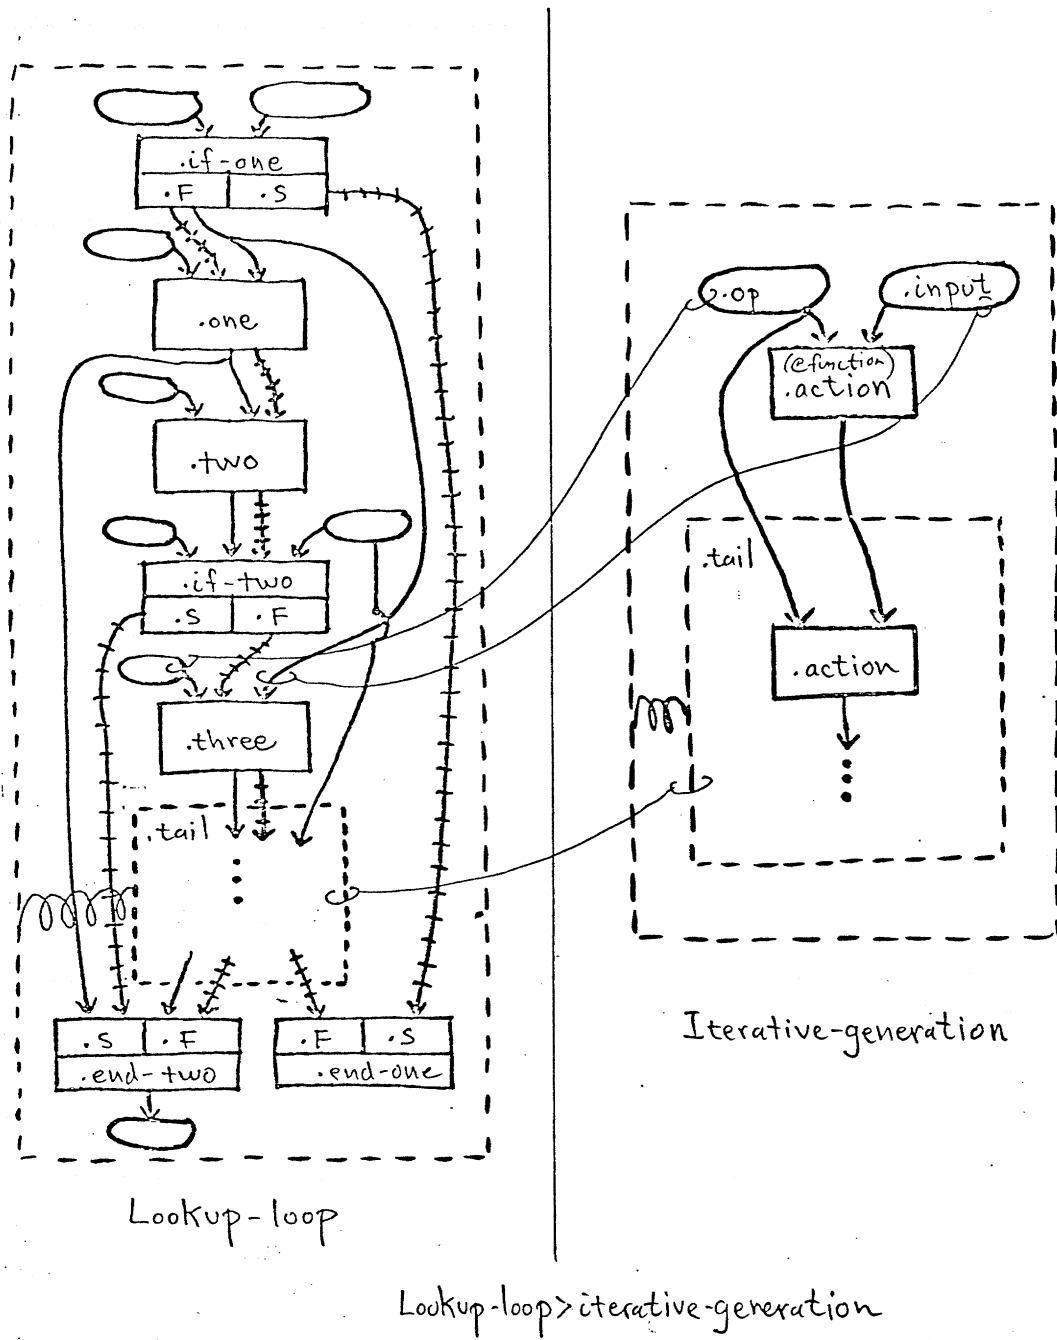 .if-one
.F .S
.one
.two
.if-two
.S .F
.three
.tail
.S .F
.end-two
.F .S
.end-one
Lookup-loop
.op
.input
(@function)
.action
.tail
.action
Iterative-generation
Lookup-loop>iterative-generation